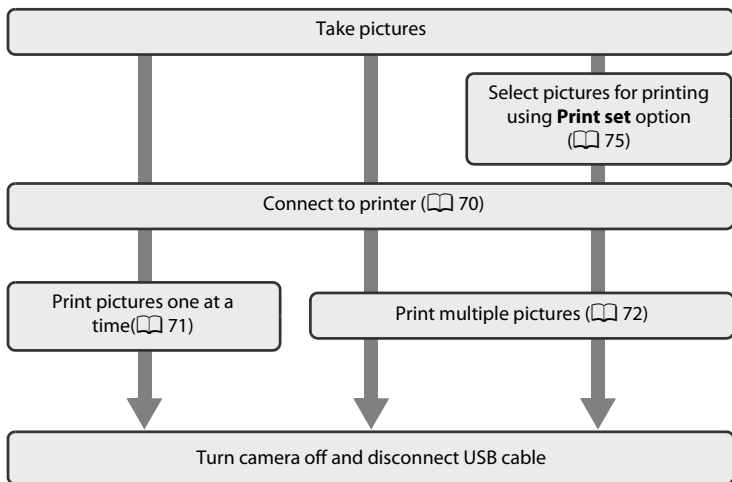 Take pictures
Select pictures for printing
using Print set option
(📖 75)
Connect to printer (📖 70)
Print pictures one at a
time(📖 71)
Print multiple pictures (📖 72)
Turn camera off and disconnect USB cable